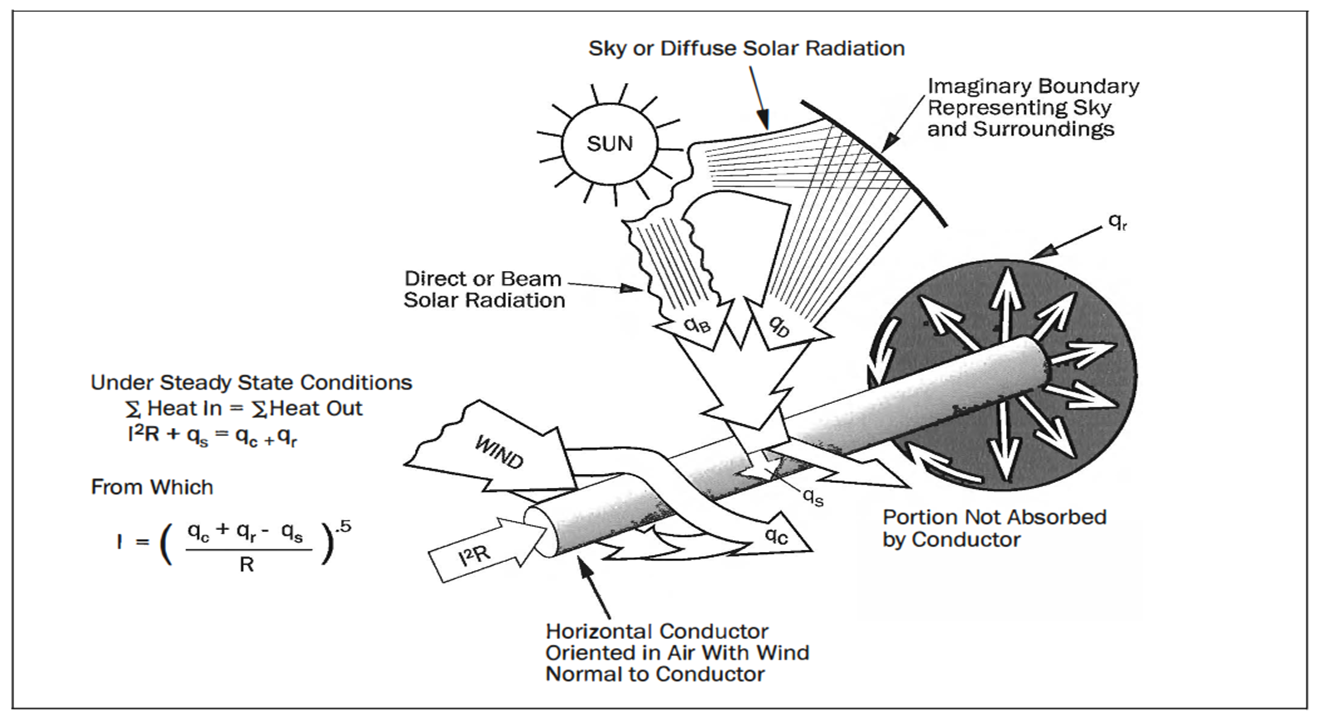 Sky or Diffuse Solar Radiation
Imaginary Boundary
Representing Sky
and Surroundings
SUN
qr
Direct or Beam
Solar Radiation
qB
qD
Under Steady State Conditions
Σ Heat In = ΣHeat Out
I²R + qs = qc + qr
WIND
From Which
I = ( qc + qr - qs / R ).5
qs
qc
I²R
Portion Not Absorbed
by Conductor
Horizontal Conductor
Oriented in Air With Wind
Normal to Conductor